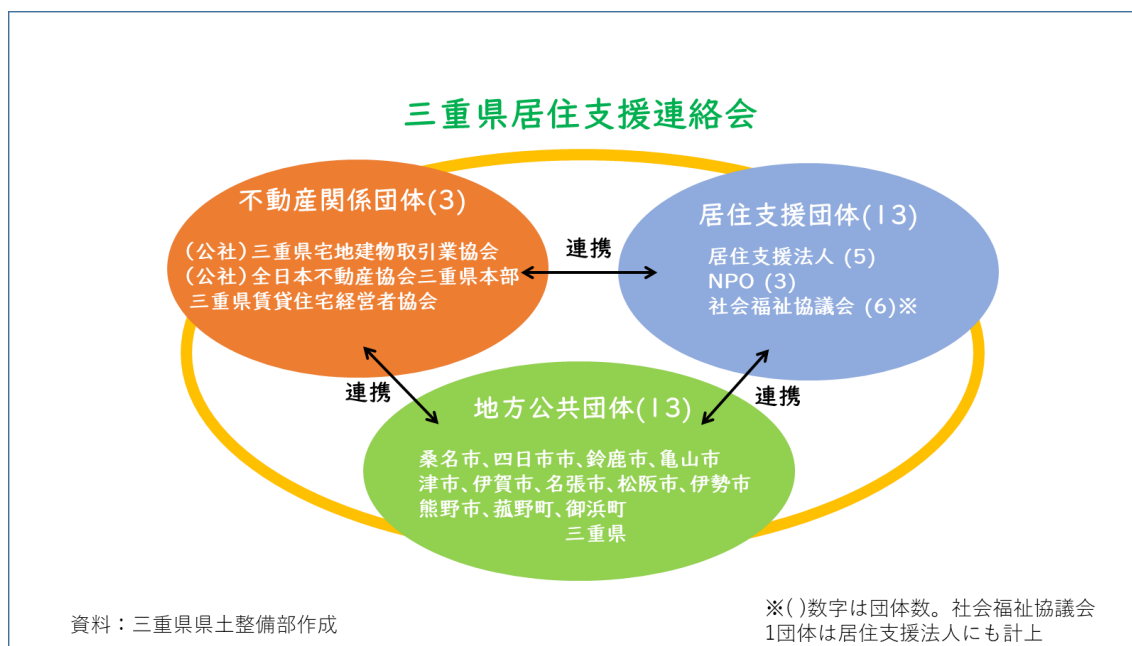 三重県居住支援連絡会
不動産関係団体(3)
(公社)三重県宅地建物取引業協会
(公社)全日本不動産協会三重県本部
三重県賃貸住宅経営者協会
連携
居住支援団体(13)
居住支援法人 (5)
NPO (3)
社会福祉協議会 (6)※
連携
連携
地方公共団体(13)
桑名市、四日市市、鈴鹿市、亀山市
津市、伊賀市、名張市、松阪市、伊勢市
熊野市、菰野町、御浜町
三重県
資料：三重県県土整備部作成
※( )数字は団体数。社会福祉協議会
1団体は居住支援法人にも計上